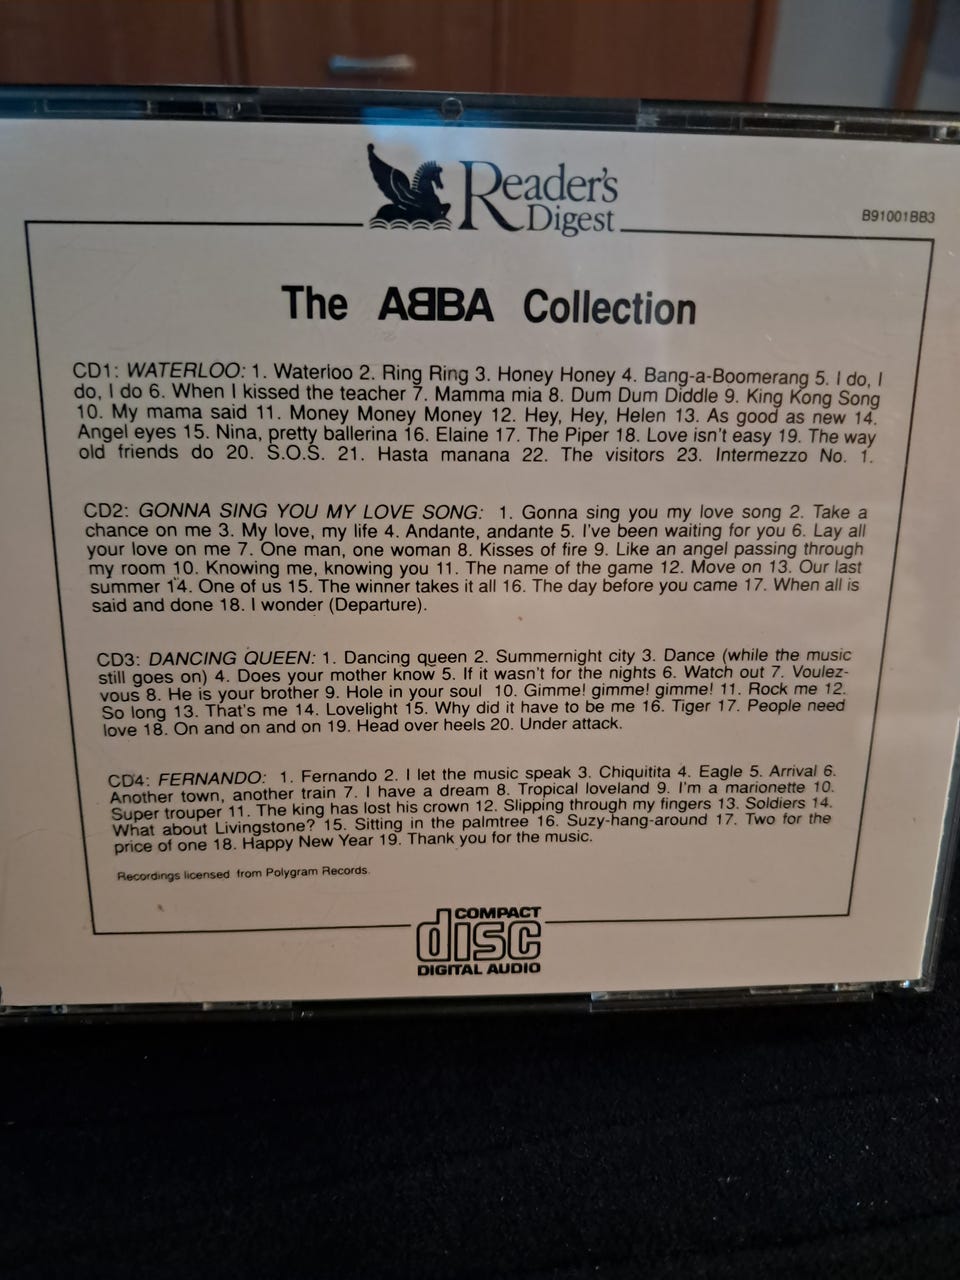 Reader's
Digest
B91001BB3
The ABBA Collection
CD1: WATERLOO: 1. Waterloo 2. Ring Ring 3. Honey Honey 4. Bang-a-Boomerang 5. I do, I
do, I do 6. When I kissed the teacher 7. Mamma mia 8. Dum Dum Diddle 9. King Kong Song
10. My mama said 11. Money Money Money 12. Hey, Hey, Helen 13. As good as new 14.
Angel eyes 15. Nina, pretty ballerina 16. Elaine 17. The Piper 18. Love isn't easy 19. The way
old friends do 20. S.O.S. 21. Hasta manana 22. The visitors 23. Intermezzo No. 1.
CD2: GONNA SING YOU MY LOVE SONG: 1. Gonna sing you my love song 2. Take a
chance on me 3. My love, my life 4. Andante, andante 5. I've been waiting for you 6. Lay all
your love on me 7. One man, one woman 8. Kisses of fire 9. Like an angel passing through
my room 10. Knowing me, knowing you 11. The name of the game 12. Move on 13. Our last
summer 14. One of us 15. The winner takes it all 16. The day before you came 17. When all is
said and done 18. I wonder (Departure).
CD3: DANCING QUEEN: 1. Dancing queen 2. Summernight city 3. Dance (while the music
still goes on) 4. Does your mother know 5. If it wasn't for the nights 6. Watch out 7. Voulez-
vous 8. He is your brother 9. Hole in your soul 10. Gimme! gimme! gimme! 11. Rock me 12.
So long 13. That's me 14. Lovelight 15. Why did it have to be me 16. Tiger 17. People need
love 18. On and on and on 19. Head over heels 20. Under attack.
CD4: FERNANDO: 1. Fernando 2. I let the music speak 3. Chiquitita 4. Eagle 5. Arrival 6.
Another town, another train 7. I have a dream 8. Tropical loveland 9. I'm a marionette 10.
Super trouper 11. The king has lost his crown 12. Slipping through my fingers 13. Soldiers 14.
What about Livingstone? 15. Sitting in the palmtree 16. Suzy-hang-around 17. Two for the
price of one 18. Happy New Year 19. Thank you for the music.
Recordings licensed from Polygram Records.
COMPACT
disc
DIGITAL AUDIO